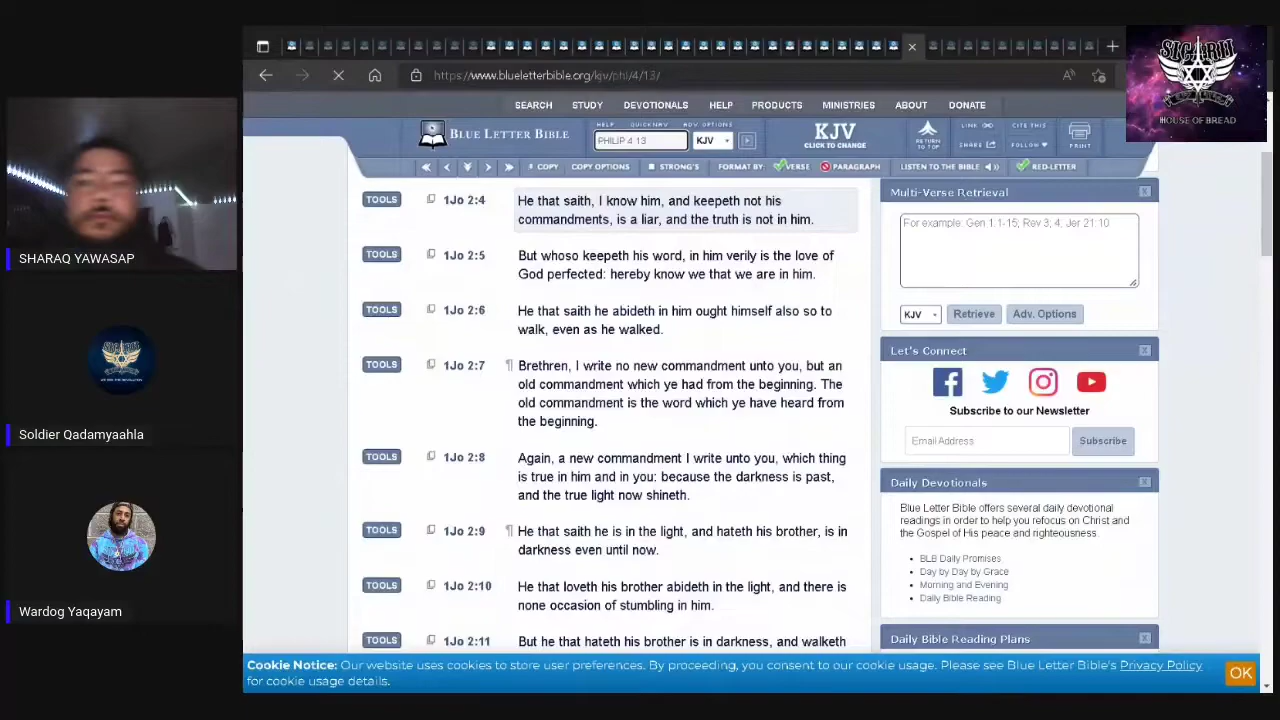 SICARII
HOUSE OF BREAD
https://www.blueletterbible.org/kjv/phl/4/13/
SEARCH STUDY DEVOTIONALS HELP PRODUCTS MINISTRIES ABOUT DONATE
BLUE LETTER BIBLE
HELP QUICKNAV ADV OPTIONS
PHILIP 4 13
KJV
KJV
CLICK TO CHANGE
RETURN
TO TOP
LINK
SHARE
CITE THIS
FOLLOW
PRINT
COPY COPY OPTIONS STRONG'S FORMAT BY VERSE PARAGRAPH LISTEN TO THE BIBLE RED-LETTER
TOOLS 1Jo 2:4 He that saith, I know him, and keepeth not his
commandments, is a liar, and the truth is not in him.
TOOLS 1Jo 2:5 But whoso keepeth his word, in him verily is the love of
God perfected: hereby know we that we are in him.
TOOLS 1Jo 2:6 He that saith he abideth in him ought himself also so to
walk, even as he walked.
TOOLS 1Jo 2:7 ¶ Brethren, I write no new commandment unto you, but an
old commandment which ye had from the beginning. The
old commandment is the word which ye have heard from
the beginning.
TOOLS 1Jo 2:8 Again, a new commandment I write unto you, which thing
is true in him and in you: because the darkness is past,
and the true light now shineth.
TOOLS 1Jo 2:9 ¶ He that saith he is in the light, and hateth his brother, is in
darkness even until now.
TOOLS 1Jo 2:10 He that loveth his brother abideth in the light, and there is
none occasion of stumbling in him.
TOOLS 1Jo 2:11 But he that hateth his brother is in darkness, and walketh
Multi-Verse Retrieval
For example: Gen 1:1-15; Rev 3; 4; Jer 21:10
KJV Retrieve Adv. Options
Let's Connect
Subscribe to our Newsletter
Email Address Subscribe
Daily Devotionals
Blue Letter Bible offers several daily devotional
readings in order to help you refocus on Christ and
the Gospel of His peace and righteousness.
BLB Daily Promises
Day by Day by Grace
Morning and Evening
Daily Bible Reading
Daily Bible Reading Plans
Cookie Notice: Our website uses cookies to store user preferences. By proceeding, you consent to our cookie usage. Please see Blue Letter Bible's Privacy Policy
for cookie usage details.
OK
SHARAQ YAWASAP
SICARII
Soldier Qadamyaahla
Wardog Yaqayam